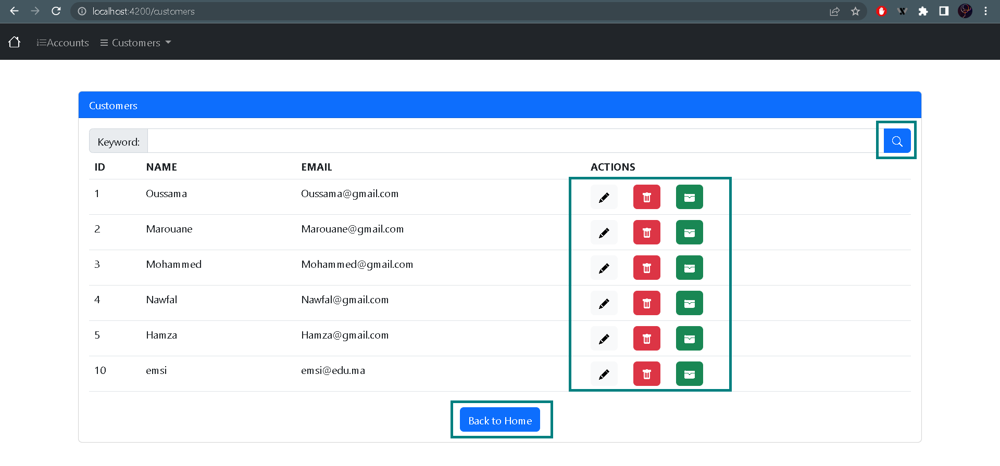 localhost:4200/customers
Accounts Customers
Customers
Keyword:
ID NAME EMAIL ACTIONS
1 Oussama Oussama@gmail.com
2 Marouane Marouane@gmail.com
3 Mohammed Mohammed@gmail.com
4 Nawfal Nawfal@gmail.com
5 Hamza Hamza@gmail.com
10 emsi emsi@edu.ma
Back to Home